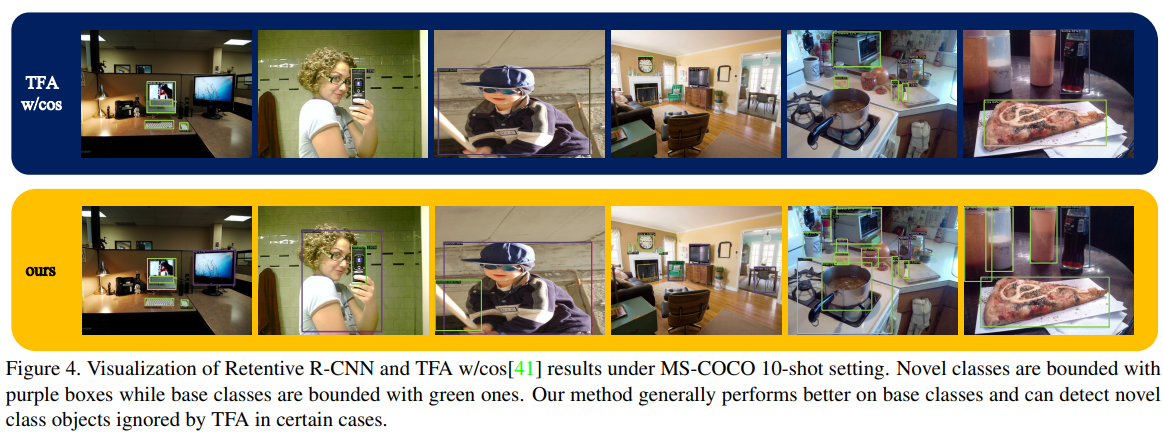 TFA
w/cos
ours
Figure 4. Visualization of Retentive R-CNN and TFA w/cos[41] results under MS-COCO 10-shot setting. Novel classes are bounded with
purple boxes while base classes are bounded with green ones. Our method generally performs better on base classes and can detect novel
class objects ignored by TFA in certain cases.